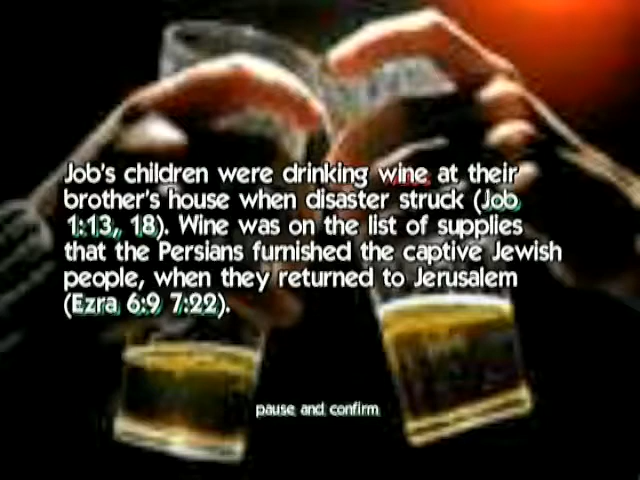 Job's children were drinking wine at their
brother's house when disaster struck (Job
1:13, 18). Wine was on the list of supplies
that the Persians furnished the captive Jewish
people, when they returned to Jerusalem
(Ezra 6:9 7:22).
pause and confirm